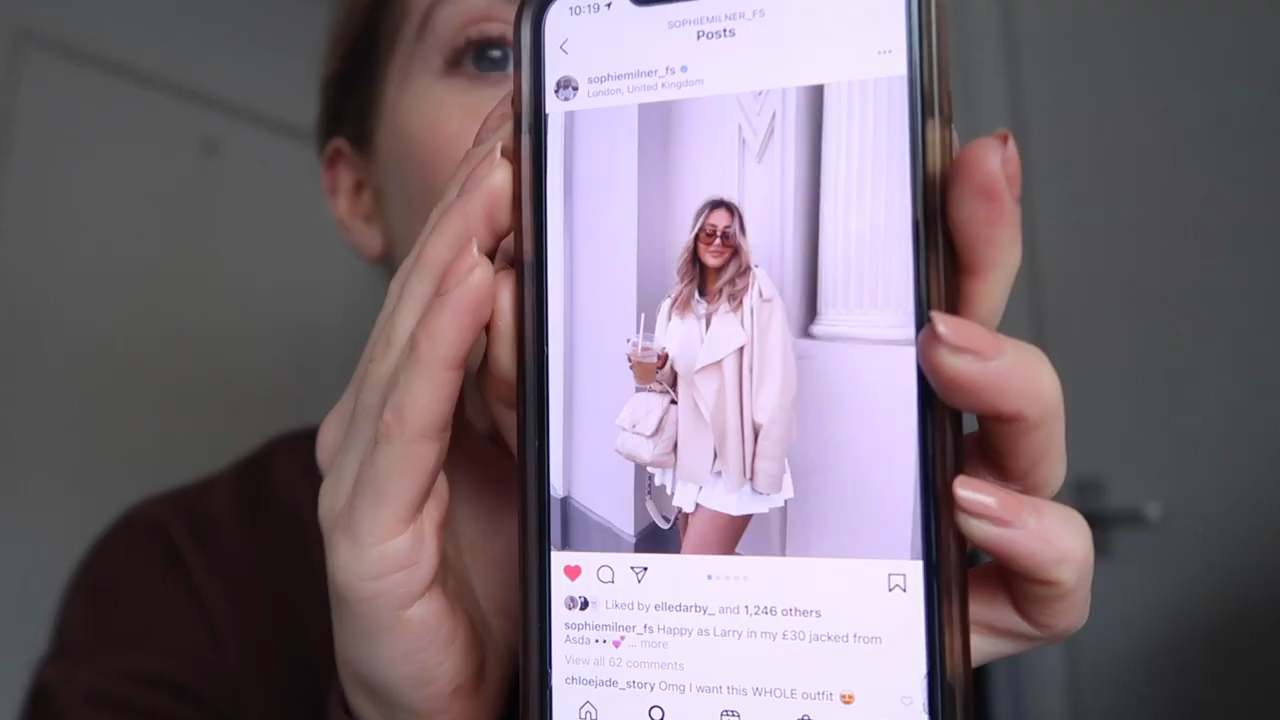 10:19
SOPHIEMILNER_FS
Posts
sophiemilner_fs
London, United Kingdom
Liked by elledarby_ and 1,246 others
sophiemilner_fs Happy as Larry in my £30 jacked from
Asda 👀 💕 ... more
View all 62 comments
chloejade_story Omg I want this WHOLE outfit 😍